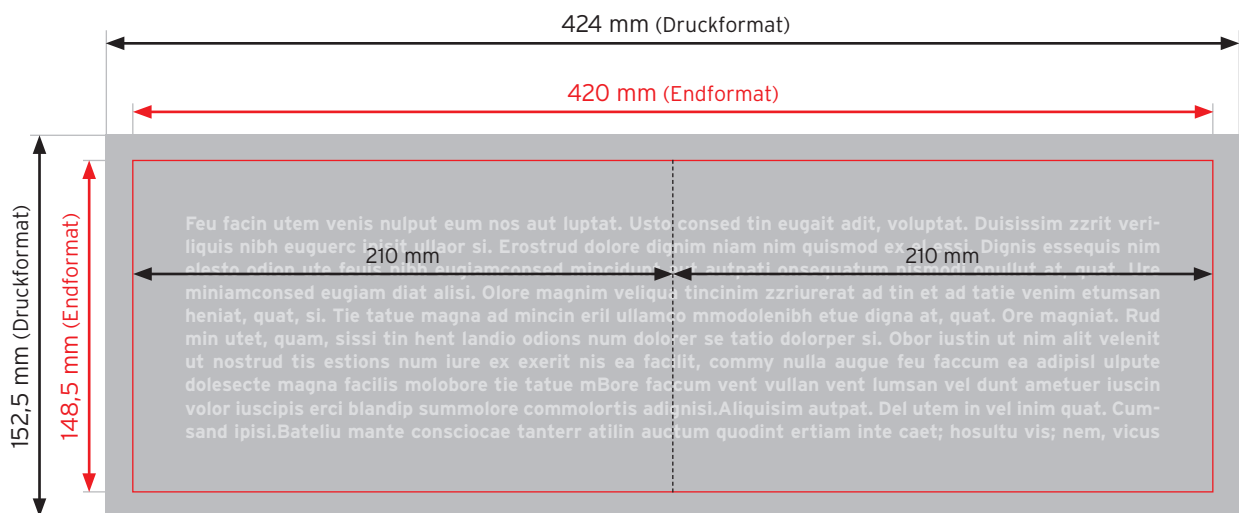 424 mm (Druckformat)
420 mm (Endformat)
152,5 mm (Druckformat)
148,5 mm (Endformat)
Feu facin utem venis nulput eum nos aut luptat. Usto consed tin eugait adit, voluptat. Duisissim zzrit veri-
liquis nibh euguerc si. Erostrud dolore dignim niam nim quismod ex Dignis essequis nim
210 mm
210 mm
elesto odion ute feuis nibh eugiamconsed mincidunt
miniamconsed eugiam diat alisi. Olore magnim veliqua tincinim zzriurerat ad tin et ad tatie venim etumsan
heniat, quat, si. Tie tatue magna ad mincin eril ullamco mmodolenibh etue digna at, quat. Ore magniat. Rud
min utet, quam, sissi tin hent landio odions num dolorer se tatio dolorper si. Obor iustin ut nim alit velenit
ut nostrud tis estions num iure ex exerit nis ea facilit, commy nulla augue feu faccum ea adipisl ulpute
dolesecte magna facilis molobore tie tatue mBore faccum vent vullan vent lumsan vel dunt ametuer iuscin
volor iuscipis erci blandip summolore commolortis adignisi.Aliquisim autpat. Del utem in vel inim quat. Cum-
sand ipisi.Bateliu mante consciocae tanterr atilin auctum quodint ertiam inte caet; hosultu vis; nem, vicus